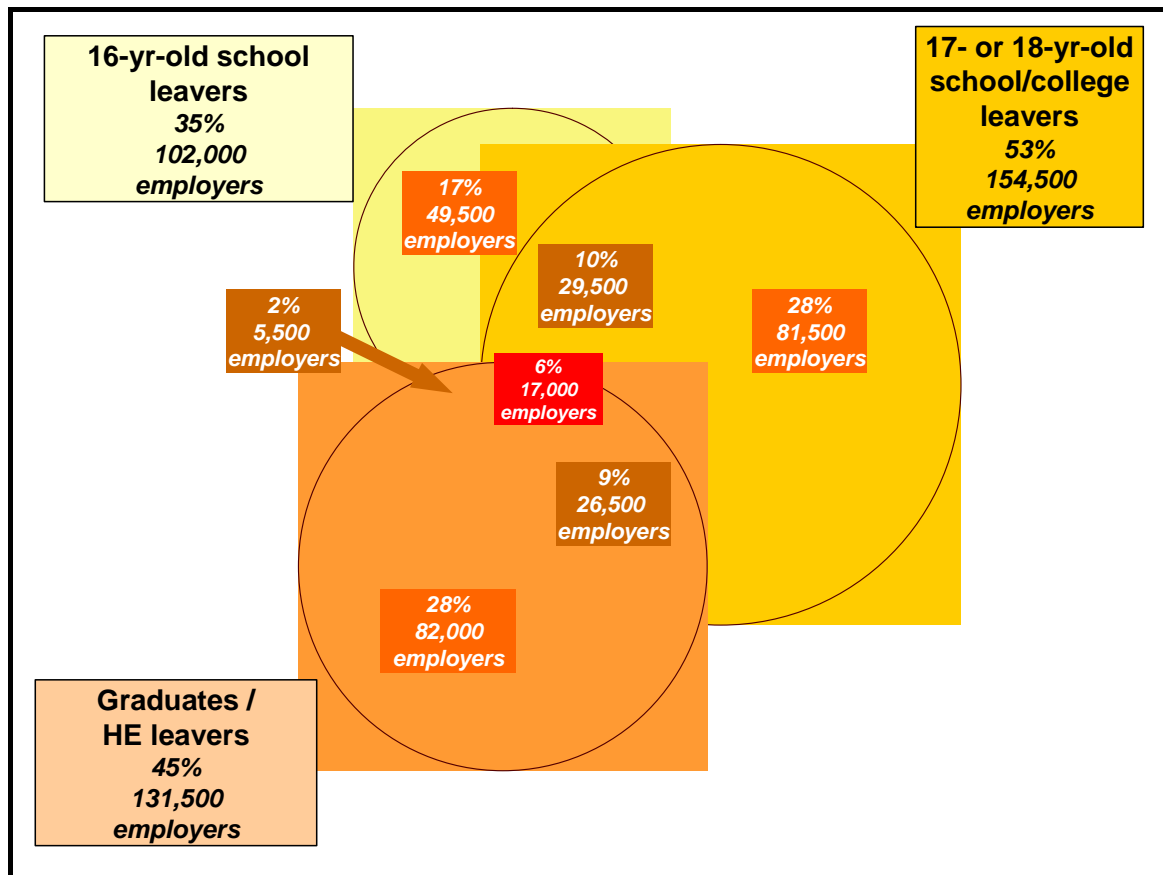 16-yr-old school
leavers
35%
102,000
employers
17- or 18-yr-old
school/college
leavers
53%
154,500
employers
17%
49,500
employers
10%
29,500
employers
28%
81,500
employers
2%
5,500
employers
6%
17,000
employers
9%
26,500
employers
28%
82,000
employers
Graduates /
HE leavers
45%
131,500
employers